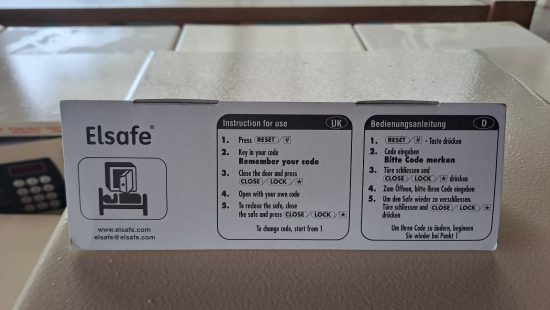 Elsafe®
www.elsafe.com
elsafe@elsafe.com
Instruction for use UK
1. Press RESET / #
2. Key in your code
Remember your code
3. Close the door and press
CLOSE / LOCK / *
4. Open with your own code
5. To reclose the safe, close
the safe and press CLOSE / LOCK / *
To change code, start from 1
Bedienungsanleitung D
1. RESET / # - Taste drücken
2. Code eingeben
Bitte Code merken
3. Türe schliessen und
CLOSE / LOCK / * drücken
4. Zum Öffnen, bitte Ihren Code eingeben
5. Um den Safe wieder zu verschliessen.
Türe schliessen und CLOSE / LOCK / *
drücken
Um Ihren Code zu ändern, beginnen
Sie wieder bei Punkt 1